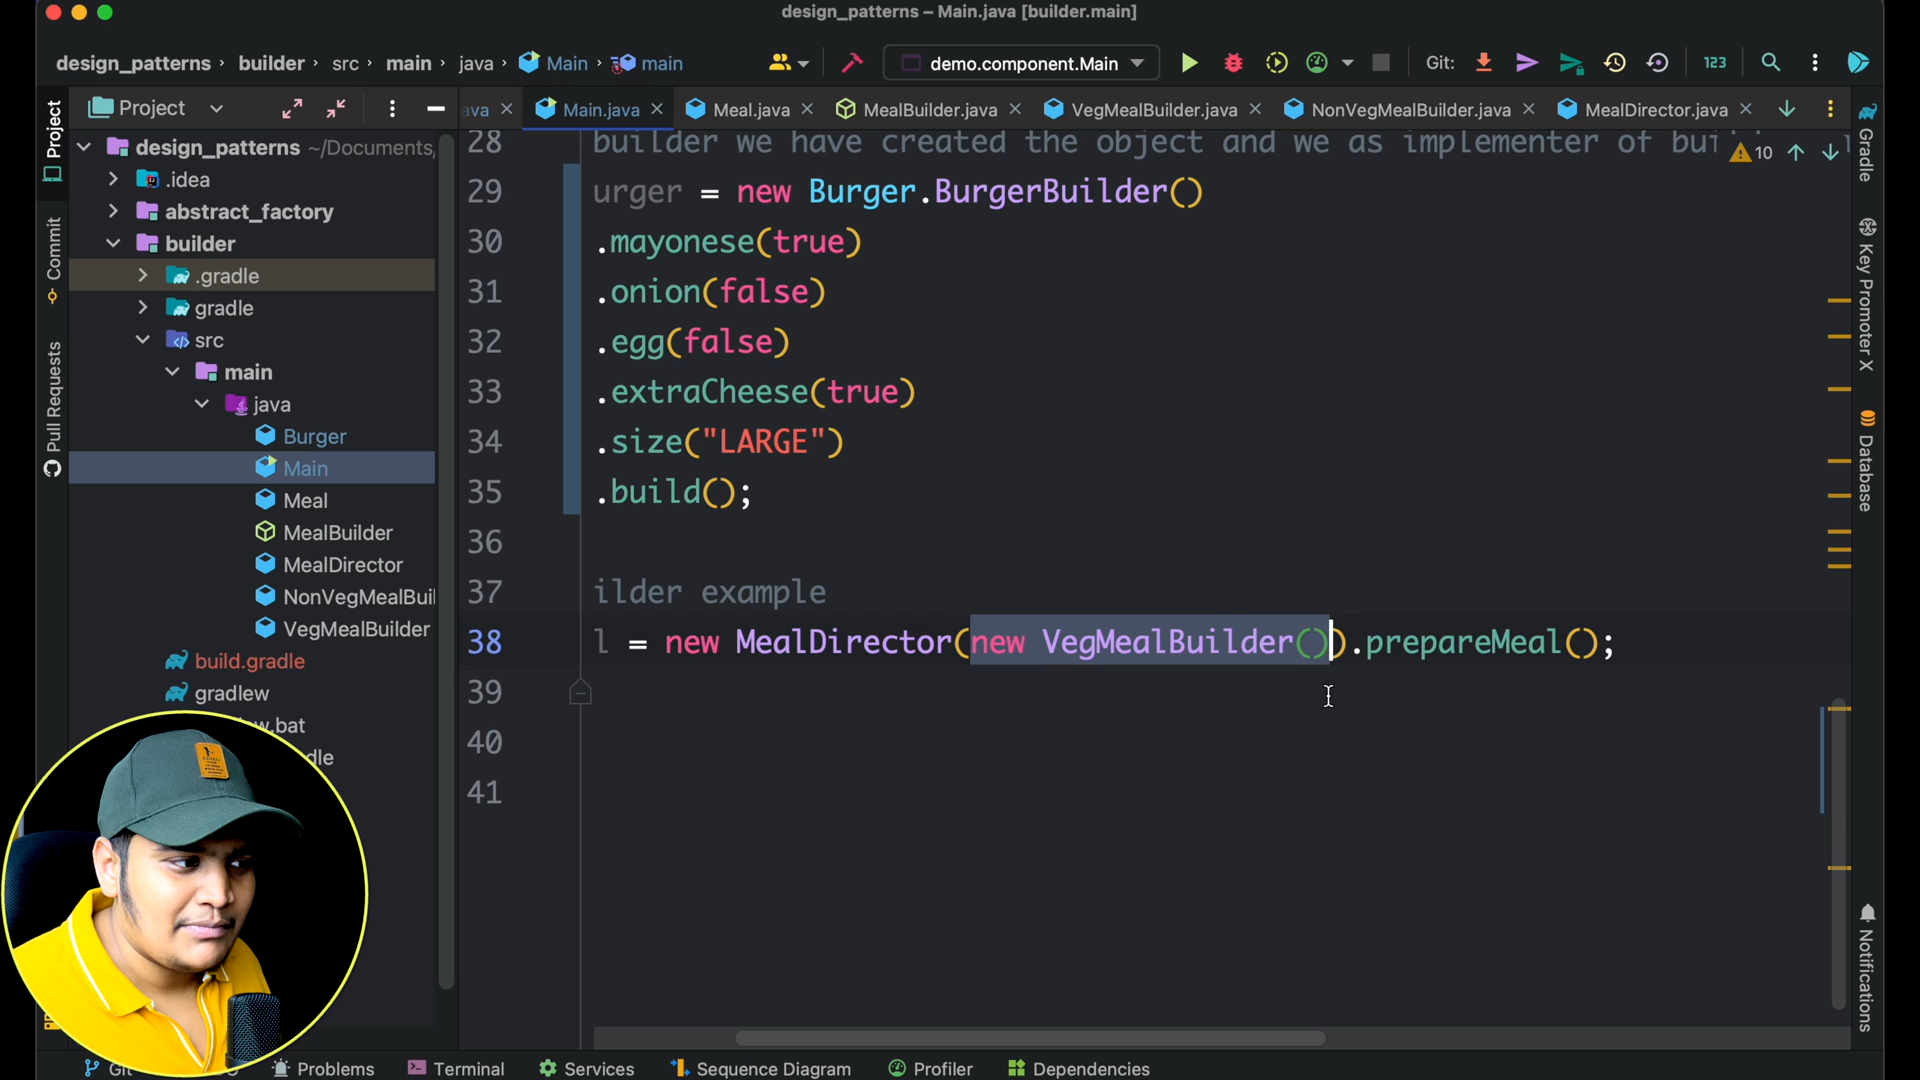 design_patterns – Main.java [builder.main]
design_patterns › builder › src › main › java › Main › main
demo.component.Main
Git:
123
Project
ava
Main.java
Meal.java
MealBuilder.java
VegMealBuilder.java
NonVegMealBuilder.java
MealDirector.java
design_patterns ~/Documents,
.idea
abstract_factory
builder
.gradle
gradle
src
main
java
Burger
Main
Meal
MealBuilder
MealDirector
NonVegMealBuil
VegMealBuilder
build.gradle
gradlew
w.bat
dle
28 builder we have created the object and we as implementer of bui
10
29 urger = new Burger.BurgerBuilder()
30 .mayonese(true)
31 .onion(false)
32 .egg(false)
33 .extraCheese(true)
34 .size("LARGE")
35 .build();
36
37 ilder example
38 l = new MealDirector(new VegMealBuilder()).prepareMeal();
39
40
41
Project
Commit
Pull Requests
Gradle
Key Promoter X
Database
Notifications
Git
Problems
Terminal
Services
Sequence Diagram
Profiler
Dependencies